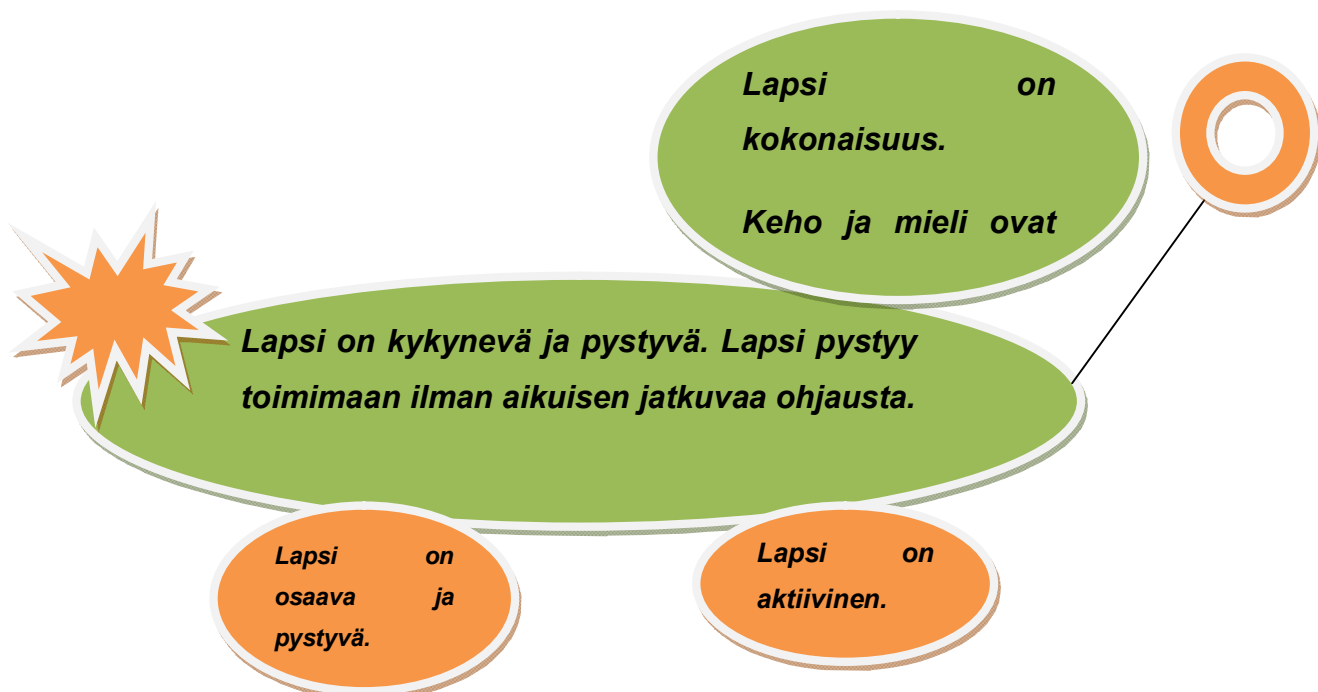 Lapsi on
kokonaisuus.
Keho ja mieli ovat
Lapsi on kykynevä ja pystyvä. Lapsi pystyy
toimimaan ilman aikuisen jatkuvaa ohjausta.
Lapsi on
osaava ja
pystyvä.
Lapsi on
aktiivinen.